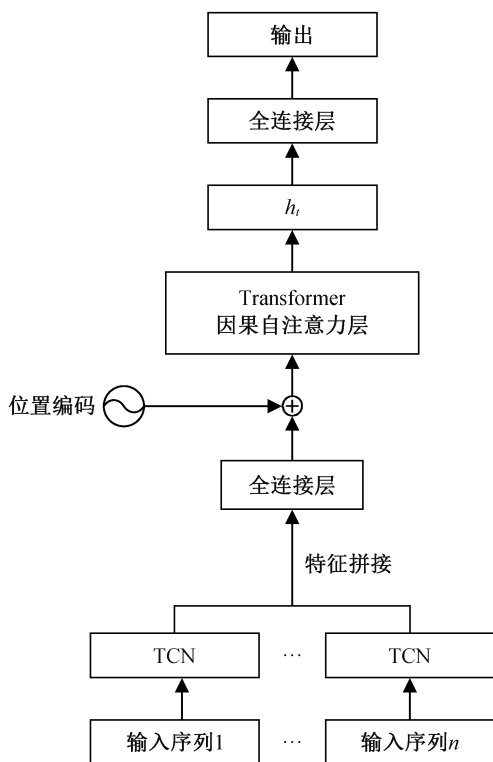 输出
全连接层
hₜ
Transformer
因果自注意力层
位置编码
+
全连接层
特征拼接
TCN ... TCN
输入序列1 ... 输入序列n